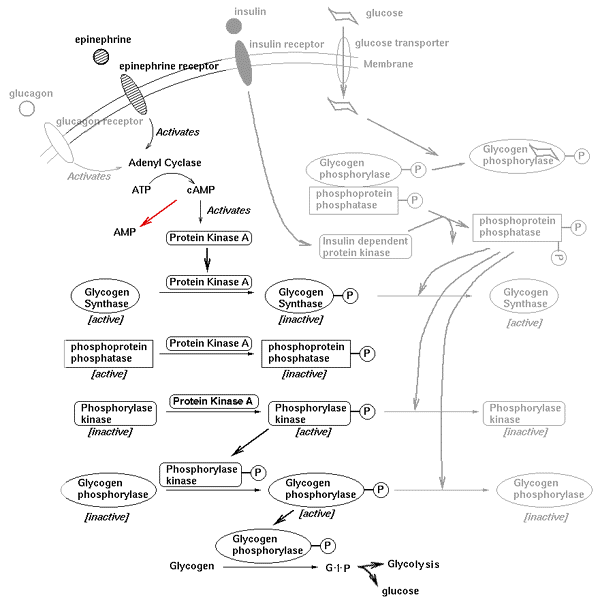 insulin
glucose
epinephrine
insulin receptor
glucose transporter
epinephrine receptor
Membrane
glucagon
glucagon receptor
Activates
Activates
Adenyl Cyclase
ATP
cAMP
Activates
AMP
Protein Kinase A
Glycogen
phosphorylase
P
Glycogen
phosphorylase
P
phosphoprotein
phosphatase
P
phosphoprotein
phosphatase
P
P
Insulin dependent
protein kinase
Glycogen
Synthase
[active]
Protein Kinase A
Glycogen
Synthase
P
[inactive]
Glycogen
Synthase
[active]
phosphoprotein
phosphatase
[active]
Protein Kinase A
phosphoprotein
phosphatase
P
[inactive]
Phosphorylase
kinase
[inactive]
Protein Kinase A
Phosphorylase
kinase
P
[active]
Phosphorylase
kinase
[inactive]
Phosphorylase
kinase
P
Glycogen
phosphorylase
[inactive]
Glycogen
phosphorylase
P
[active]
Glycogen
phosphorylase
[inactive]
Glycogen
phosphorylase
P
Glycogen
G-1-P
Glycolysis
glucose